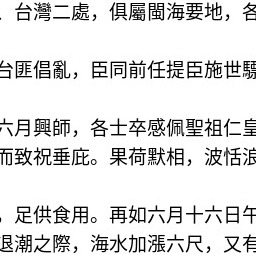 、台灣二處，俱屬閩海要地，各
台匪倡亂，臣同前任提臣施世驃
六月興師，各士卒感佩聖祖仁皇
而致祝垂庇。果荷默相，波恬浪
，足供食用。再如六月十六日午
退潮之際，海水加漲六尺，又有